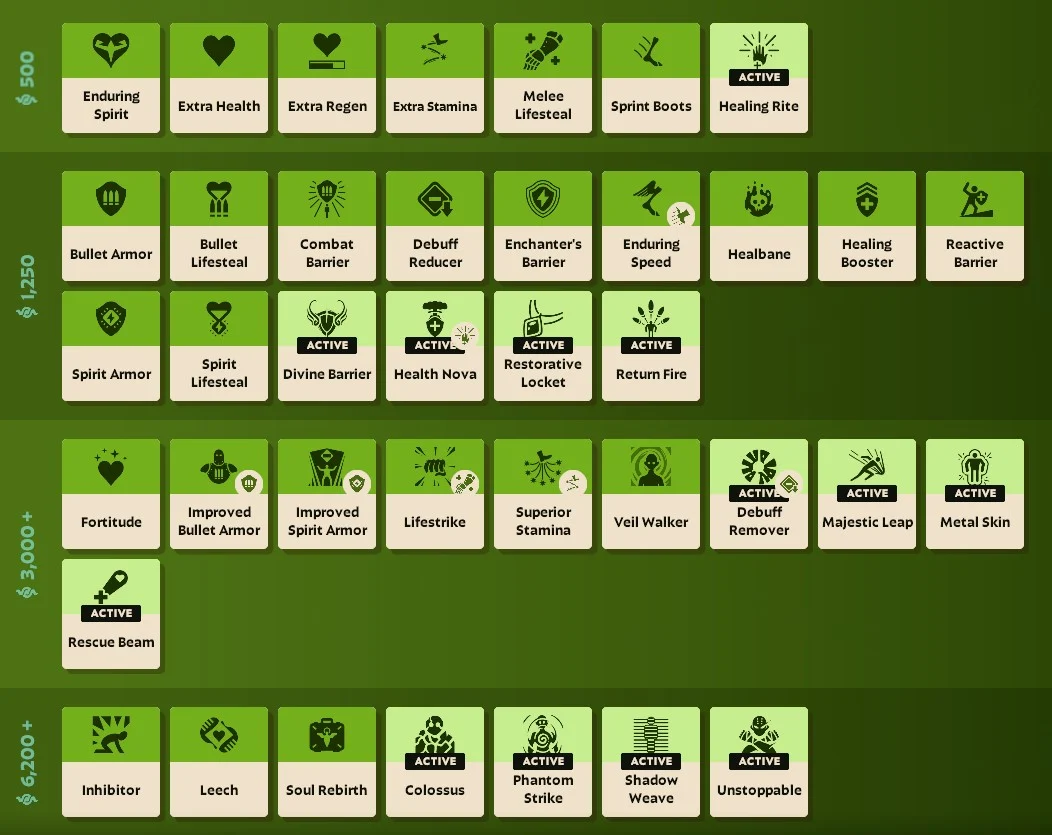 500
Enduring
Spirit
Extra Health
Extra Regen
Extra Stamina
Melee
Lifesteal
Sprint Boots
ACTIVE
Healing Rite
1,250
Bullet Armor
Bullet
Lifesteal
Combat
Barrier
Debuff
Reducer
Enchanter's
Barrier
Enduring
Speed
Healbane
Healing
Booster
Reactive
Barrier
Spirit Armor
Spirit
Lifesteal
ACTIVE
Divine Barrier
ACTIVE
Health Nova
ACTIVE
Restorative
Locket
ACTIVE
Return Fire
3,000+
Fortitude
Improved
Bullet Armor
Improved
Spirit Armor
Lifestrike
Superior
Stamina
Veil Walker
ACTIVE
Debuff
Remover
ACTIVE
Majestic Leap
ACTIVE
Metal Skin
ACTIVE
Rescue Beam
6,200+
Inhibitor
Leech
Soul Rebirth
ACTIVE
Colossus
ACTIVE
Phantom
Strike
ACTIVE
Shadow
Weave
ACTIVE
Unstoppable